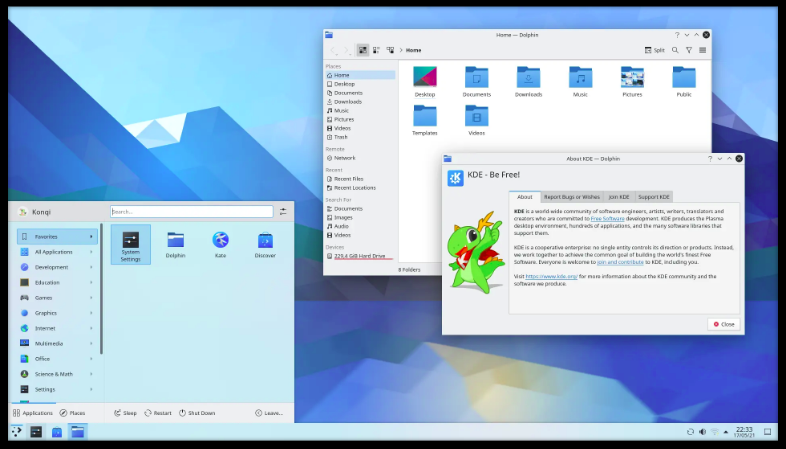 Home — Dolphin
Home
Split
Places
Home
Desktop
Documents
Downloads
Music
Pictures
Videos
Trash
Remote
Network
Recent
Recent Files
Recent Locations
Search For
Documents
Images
Audio
Videos
Devices
229.4 GiB Hard Drive
Desktop
Documents
Downloads
Music
Pictures
Public
Templates
Videos
8 Folders
About KDE — Dolphin
KDE - Be Free!
About
Report Bugs or Wishes
Join KDE
Support KDE
KDE is a world-wide community of software engineers, artists, writers, translators and
creators who are committed to Free Software development. KDE produces the Plasma
desktop environment, hundreds of applications, and the many software libraries that
support them.
KDE is a cooperative enterprise: no single entity controls its direction or products. Instead,
we work together to achieve the common goal of building the world's finest Free
Software. Everyone is welcome to join and contribute to KDE, including you.
Visit https://www.kde.org/ for more information about the KDE community and the
software we produce.
Close
Konqi
Search...
Favorites
All Applications
Development
Education
Games
Graphics
Internet
Multimedia
Office
Science & Math
Settings
System
Settings
Dolphin
Kate
Discover
Applications
Places
Sleep
Restart
Shut Down
Leave...
22:33
17/05/21